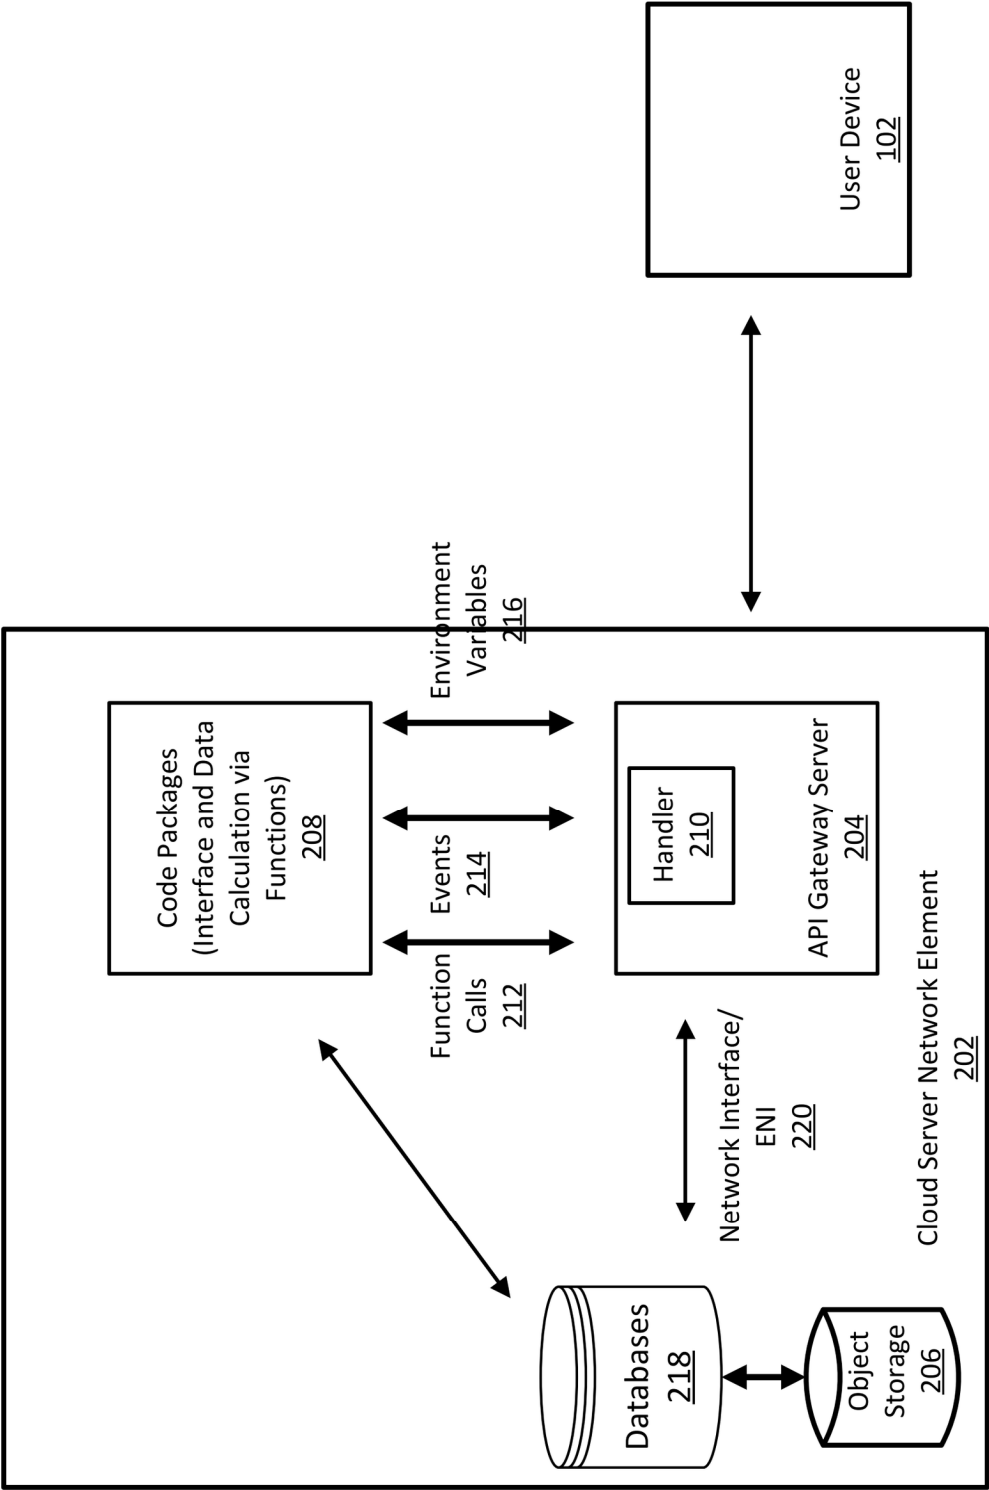 Code Packages
(Interface and Data
Calculation via
Functions)
208
Function
Calls
212
Events
214
Environment
Variables
216
Handler
210
API Gateway Server
204
Network Interface/
ENI
220
Databases
218
Object
Storage
206
Cloud Server Network Element
202
User Device
102